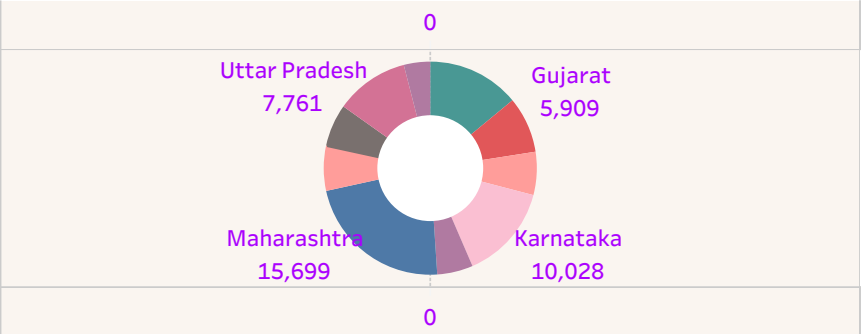 0
Uttar Pradesh
7,761
Gujarat
5,909
Maharashtra
15,699
Karnataka
10,028
0